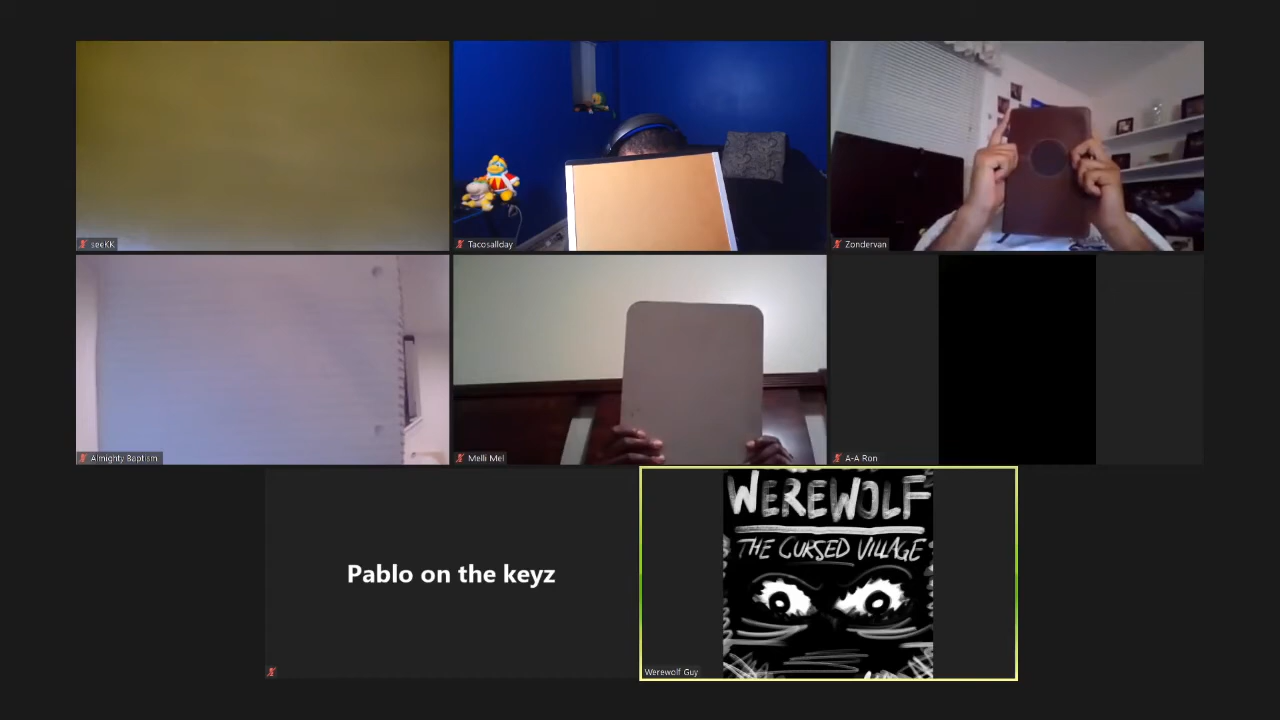 seeKK
Tacosallday
Zondervan
Almighty Baptism
Melli Mel
A-A Ron
Pablo on the keyz
WEREWOLF
THE CURSED VILLAGE
Werewolf Guy